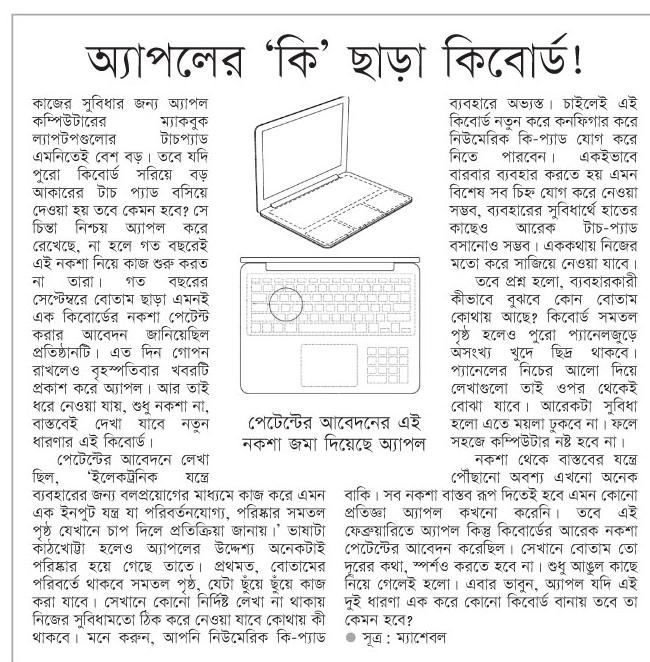 অ্যাপলের ‘কি’ ছাড়া কিবোর্ড!
কাজের সুবিধার জন্য অ্যাপল
কম্পিউটারের ম্যাকবুক
ল্যাপটপগুলোর টাচপ্যাড
এমনিতেই বেশ বড়। তবে যদি
পুরো কিবোর্ড সরিয়ে বড়
আকারের টাচ প্যাড বসিয়ে
দেওয়া হয় তবে কেমন হবে? সে
চিন্তা নিশ্চয় অ্যাপল করে
রেখেছে, না হলে গত বছরেই
এই নকশা নিয়ে কাজ শুরু করত
না তারা। গত বছরের
সেপ্টেম্বরে বোতাম ছাড়া এমনই
এক কিবোর্ডের নকশা পেটেন্ট
করার আবেদন জানিয়েছিল
প্রতিষ্ঠানটি। এত দিন গোপন
রাখলেও বৃহস্পতিবার খবরটি
প্রকাশ করে অ্যাপল। আর তাই
ধরে নেওয়া যায়, শুধু নকশা না,
বাস্তবেই দেখা যাবে নতুন
ধারণার এই কিবোর্ড।
পেটেন্টের আবেদনে লেখা
ছিল, ‘ইলেকট্রনিক যন্ত্রে
ব্যবহারের জন্য বলপ্রয়োগের মাধ্যমে কাজ করে এমন
এক ইনপুট যন্ত্র যা পরিবর্তনযোগ্য, পরিষ্কার সমতল
পৃষ্ঠ যেখানে চাপ দিলে প্রতিক্রিয়া জানায়।’ ভাষাটা
কাঠখোট্টা হলেও অ্যাপলের উদ্দেশ্য অনেকটাই
পরিষ্কার হয়ে গেছে তাতে। প্রথমত, বোতামের
পরিবর্তে থাকবে সমতল পৃষ্ঠ, যেটা ছুঁয়ে ছুঁয়ে কাজ
করা যাবে। সেখানে কোনো নির্দিষ্ট লেখা না থাকায়
নিজের সুবিধামতো ঠিক করে নেওয়া যাবে কোথায় কী
থাকবে। মনে করুন, আপনি নিউমেরিক কি-প্যাড
পেটেন্টের আবেদনের এই
নকশা জমা দিয়েছে অ্যাপল
ব্যবহারে অভ্যস্ত। চাইলেই এই
কিবোর্ড নতুন করে কনফিগার করে
নিউমেরিক কি-প্যাড যোগ করে
নিতে পারবেন। একইভাবে
বারবার ব্যবহার করতে হয় এমন
বিশেষ সব চিহ্ন যোগ করে নেওয়া
সম্ভব, ব্যবহারের সুবিধার্থে হাতের
কাছেও আরেক টাচ-প্যাড
বসানোও সম্ভব। এককথায় নিজের
মতো করে সাজিয়ে নেওয়া যাবে।
তবে প্রশ্ন হলো, ব্যবহারকারী
কীভাবে বুঝবে কোন বোতাম
কোথায় আছে? কিবোর্ড সমতল
পৃষ্ঠ হলেও পুরো প্যানেলজুড়ে
অসংখ্য খুদে ছিদ্র থাকবে।
প্যানেলের নিচের আলো দিয়ে
লেখাগুলো তাই ওপর থেকেই
বোঝা যাবে। আরেকটা সুবিধা
হলো এতে ময়লা ঢুকবে না। ফলে
সহজে কম্পিউটার নষ্ট হবে না।
নকশা থেকে বাস্তবের যন্ত্রে
পৌঁছানো অবশ্য এখনো অনেক
বাকি। সব নকশা বাস্তব রূপ দিতেই হবে এমন কোনো
প্রতিজ্ঞা অ্যাপল কখনো করেনি। তবে এই
ফেব্রুয়ারিতে অ্যাপল কিন্তু কিবোর্ডের আরেক নকশা
পেটেন্টের আবেদন করেছিল। সেখানে বোতাম তো
দূরের কথা, স্পর্শও করতে হবে না। শুধু আঙুল কাছে
নিয়ে গেলেই হলো। এবার ভাবুন, অ্যাপল যদি এই
দুই ধারণা এক করে কোনো কিবোর্ড বানায় তবে তা
কেমন হবে?
● সূত্র : ম্যাশেবল